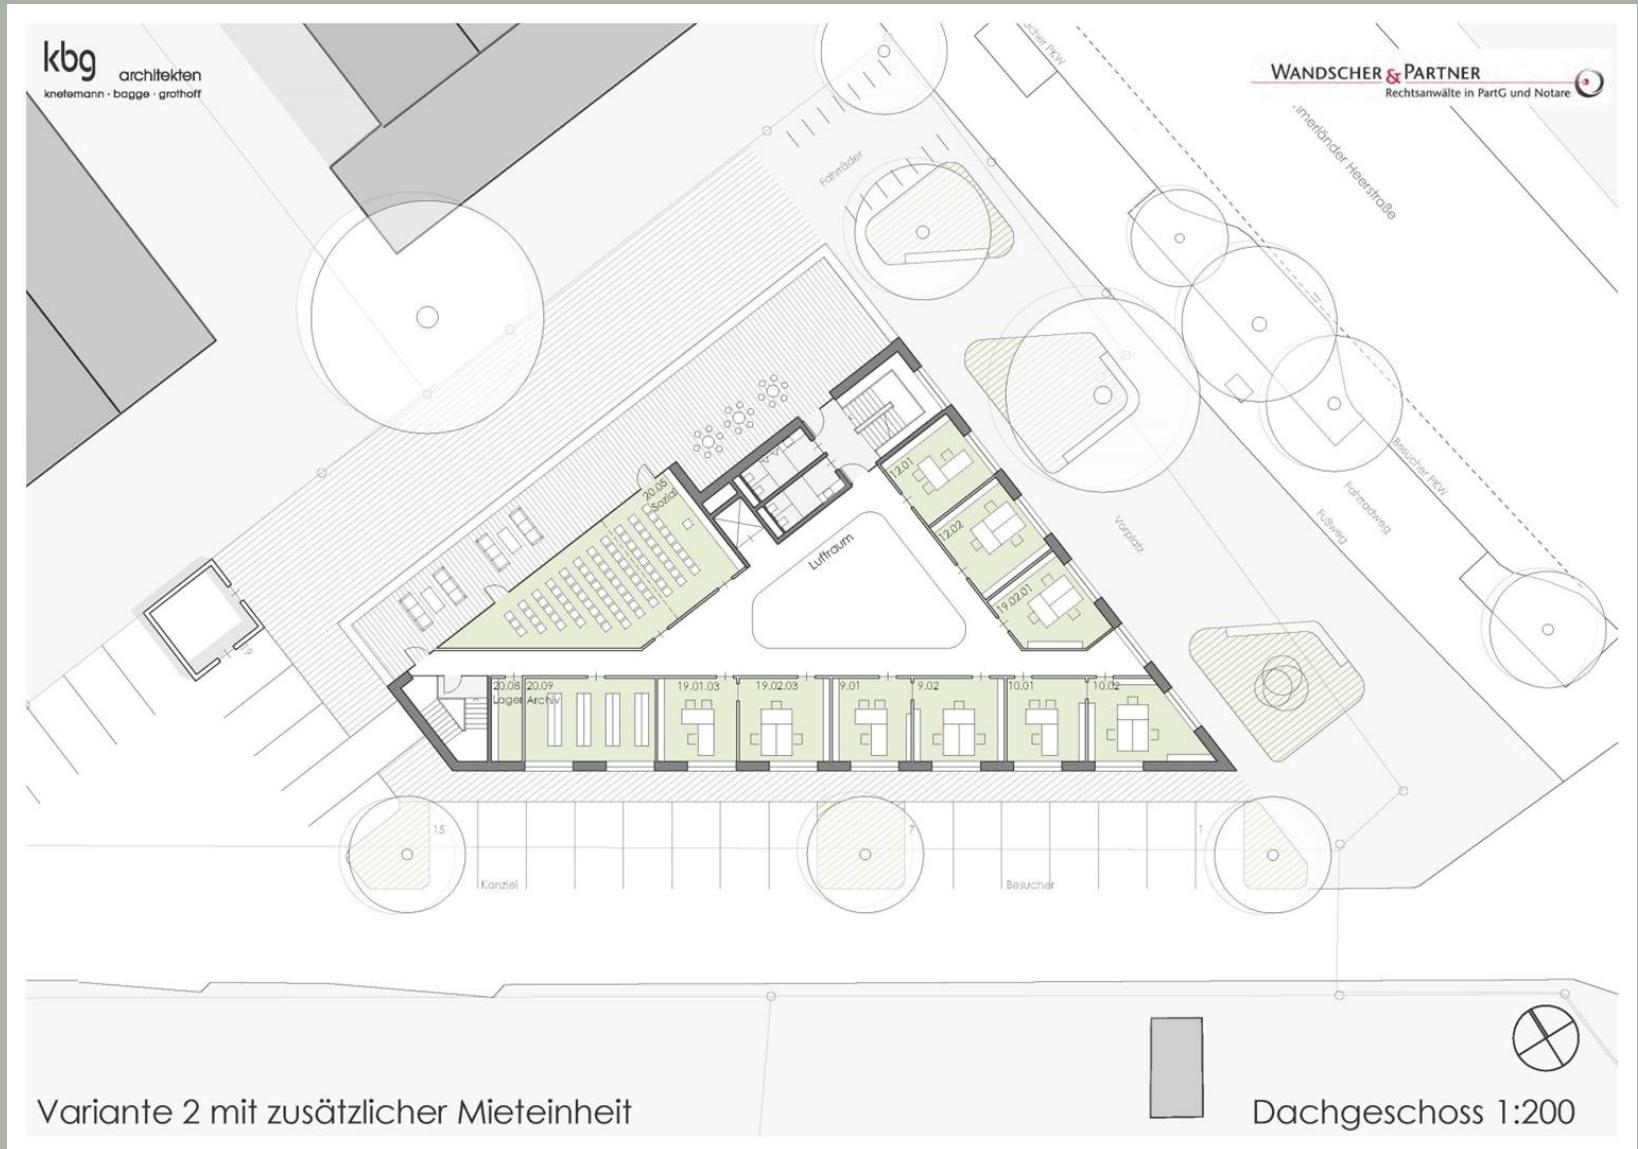 kbg architekten
knetemann · bagge · grothoff
WANDSCHER & PARTNER
Rechtsanwälte in PartG und Notare
merländer Heerstraße
Fahrräder
Besucher PKW
Fahrradweg
Fußweg
Vorplatz
12.01
12.02
19.02.01
20.05
Sozial
Luftraum
20.08
Lager
20.09
Archiv
19.01.03
19.02.03
9.01
9.02
10.01
10.02
15
7
1
Kanzlei
Besucher
Variante 2 mit zusätzlicher Mieteinheit
Dachgeschoss 1:200